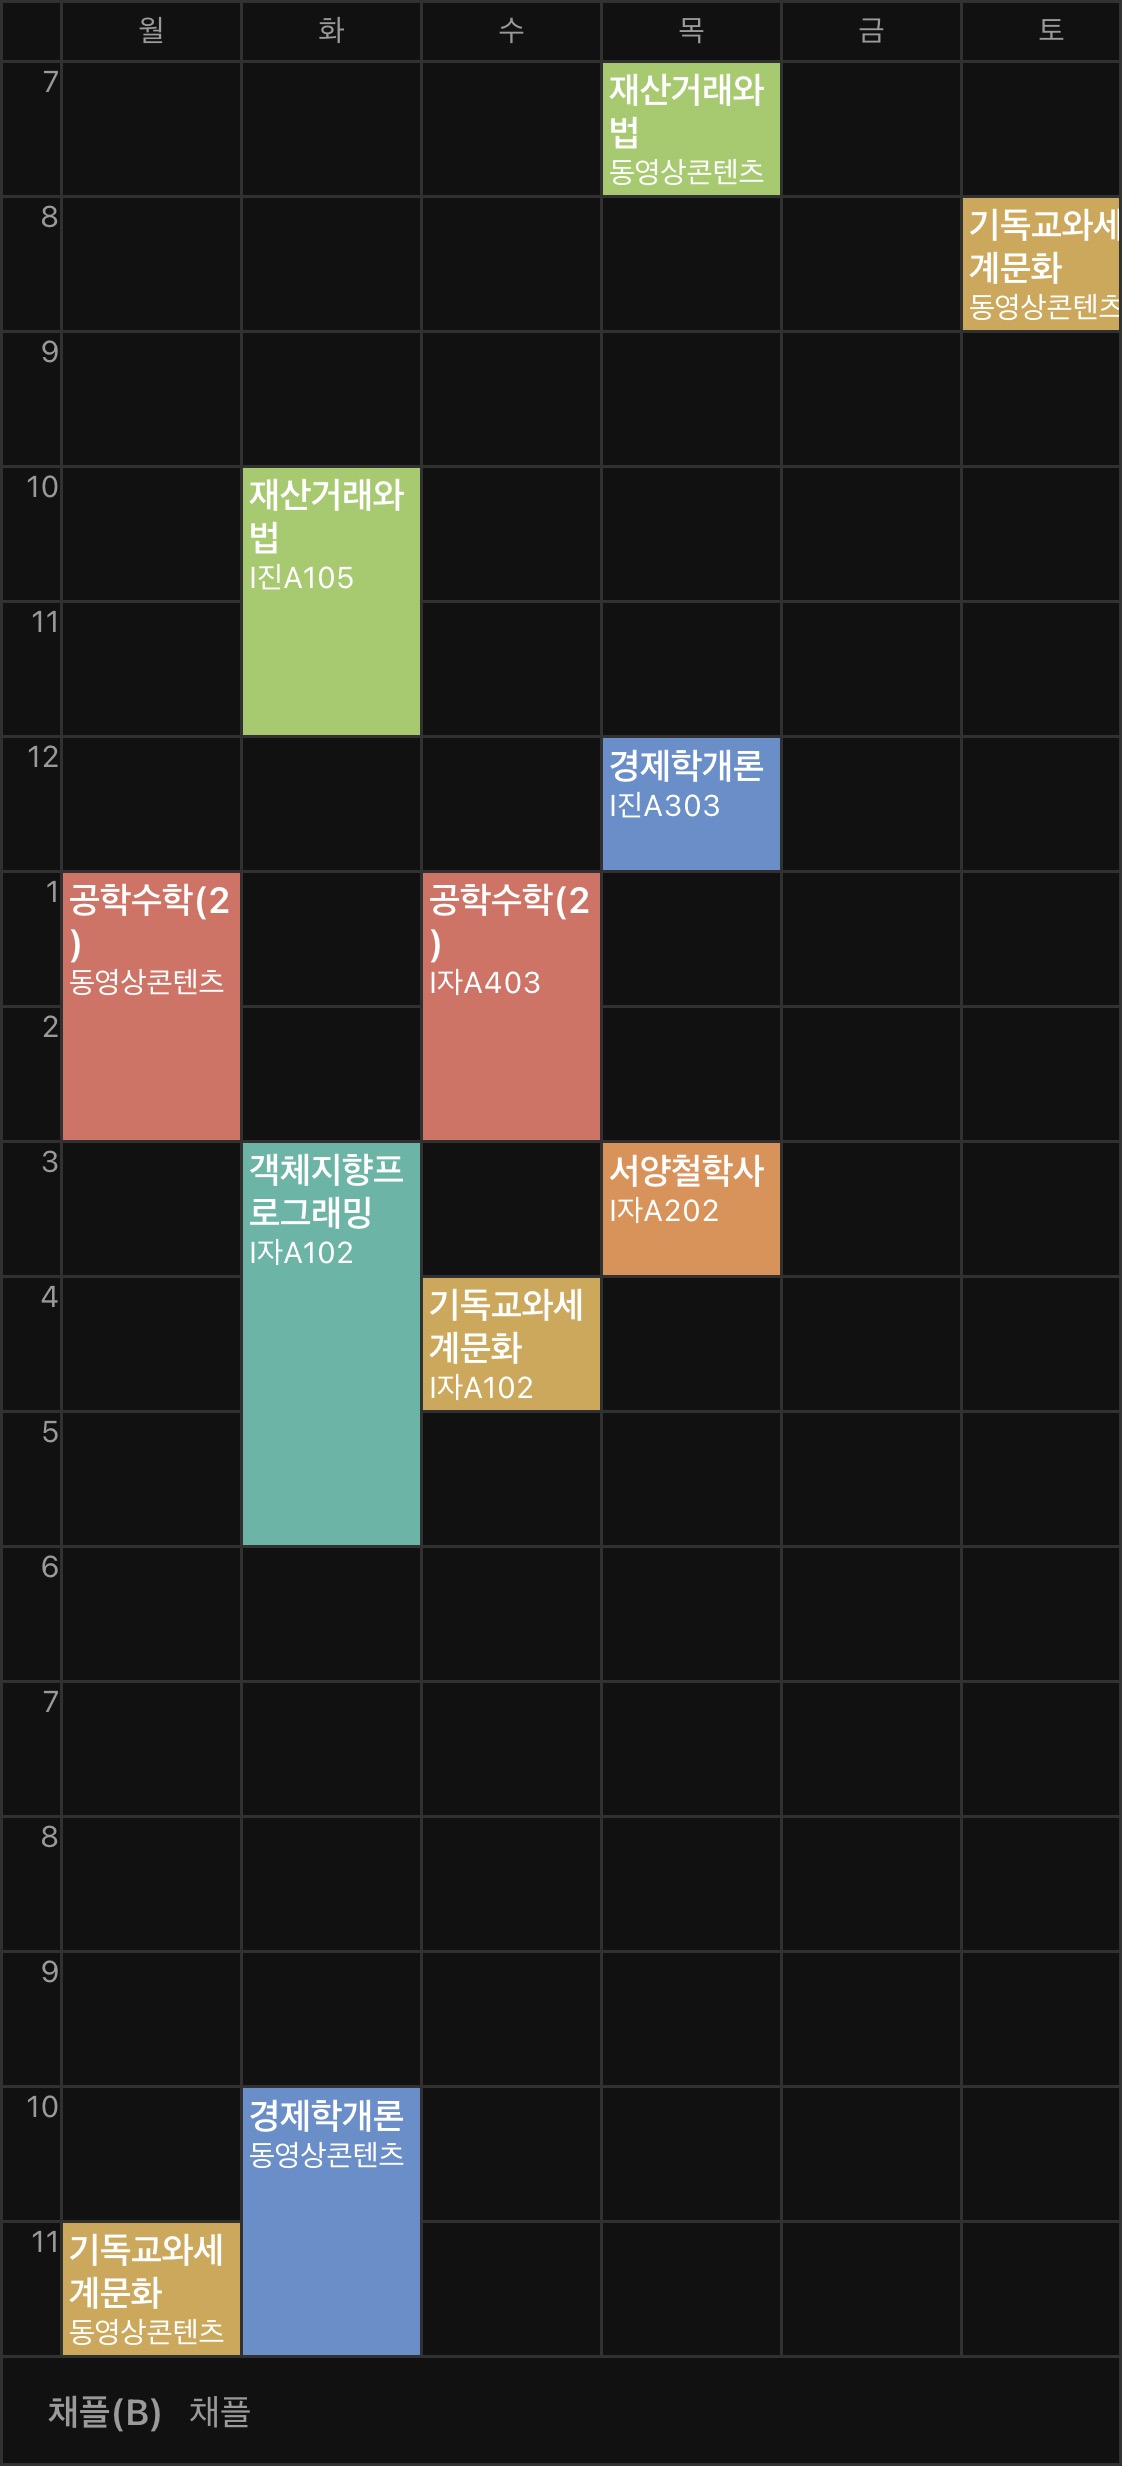 월 화 수 목 금 토
7
재산거래와
법
동영상콘텐츠
8
기독교와세
계문화
동영상콘텐츠
9
10
재산거래와
법
I진A105
11
12
경제학개론
I진A303
1
공학수학(2
)
동영상콘텐츠
공학수학(2
)
I자A403
2
3
객체지향프
로그래밍
I자A102
서양철학사
I자A202
4
기독교와세
계문화
I자A102
5
6
7
8
9
10
경제학개론
동영상콘텐츠
11
기독교와세
계문화
동영상콘텐츠
채플(B) 채플